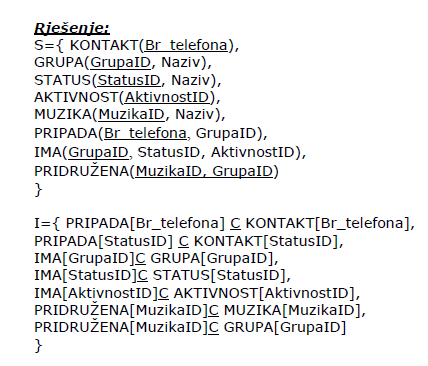 Rješenje:
S={ KONTAKT(Br_telefona),
GRUPA(GrupaID, Naziv),
STATUS(StatusID, Naziv),
AKTIVNOST(AktivnostID),
MUZIKA(MuzikaID, Naziv),
PRIPADA(Br_telefona, GrupaID),
IMA(GrupaID, StatusID, AktivnostID),
PRIDRUŽENA(MuzikaID, GrupaID)
}
I={ PRIPADA[Br_telefona] C KONTAKT[Br_telefona],
PRIPADA[StatusID] C KONTAKT[StatusID],
IMA[GrupaID]C GRUPA[GrupaID],
IMA[StatusID]C STATUS[StatusID],
IMA[AktivnostID]C AKTIVNOST[AktivnostID],
PRIDRUŽENA[MuzikaID]C MUZIKA[MuzikaID],
PRIDRUŽENA[MuzikaID]C GRUPA[GrupaID]
}